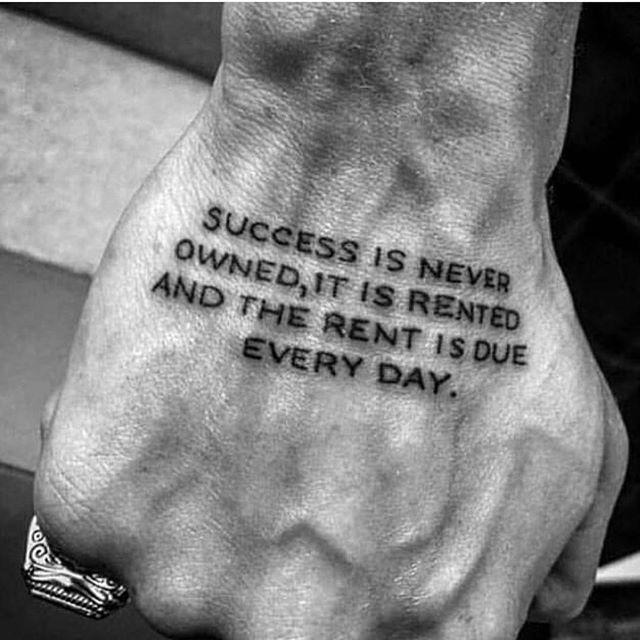 SUCCESS IS NEVER
OWNED, IT IS RENTED
AND THE RENT IS DUE
EVERY DAY.